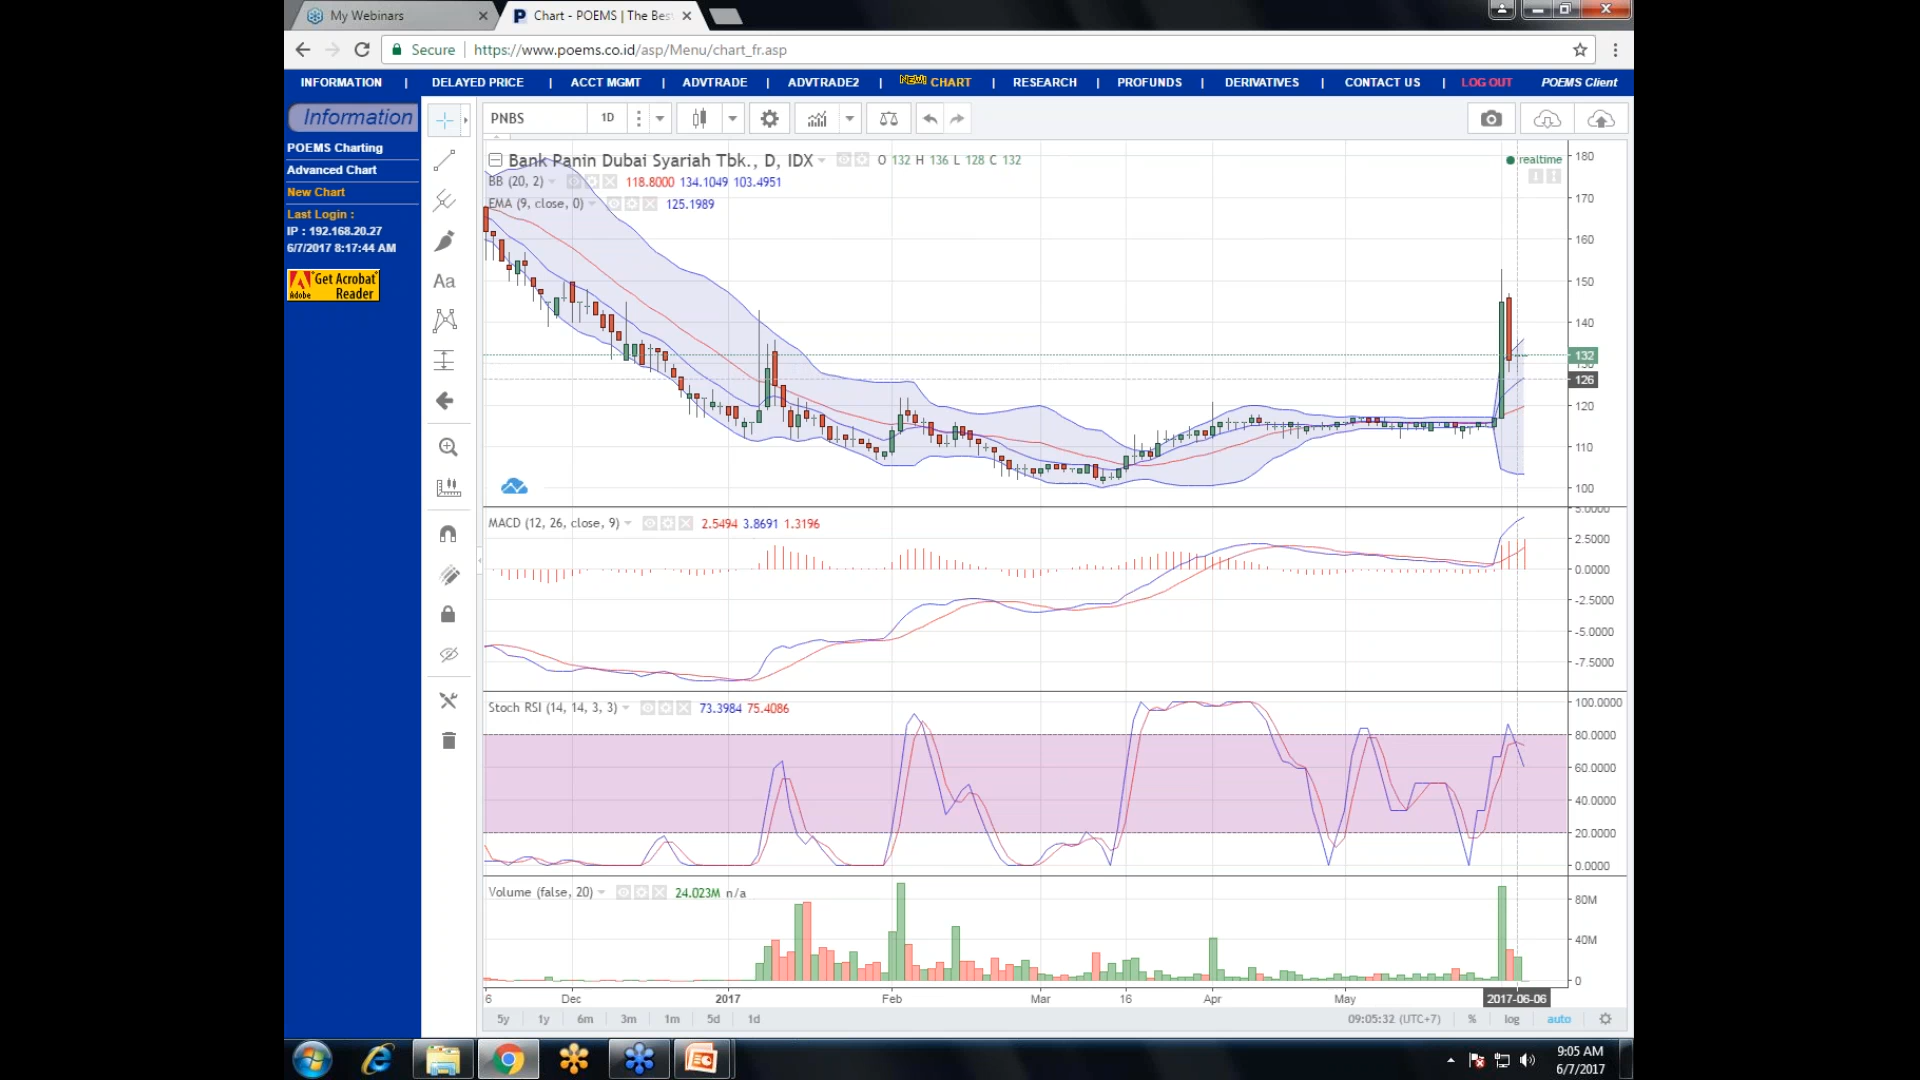 My Webinars
Chart - POEMS | The Bes
Secure https://www.poems.co.id/asp/Menu/chart_fr.asp
INFORMATION | DELAYED PRICE | ACCT MGMT | ADVTRADE | ADVTRADE2 | NEW! CHART | RESEARCH | PROFUNDS | DERIVATIVES | CONTACT US | LOG OUT POEMS Client
Information
POEMS Charting
Advanced Chart
New Chart
Last Login :
IP : 192.168.20.27
6/7/2017 8:17:44 AM
Get Acrobat
Adobe Reader
PNBS 1D
Aa
Bank Panin Dubai Syariah Tbk., D, IDX O 132 H 136 L 128 C 132
realtime
BB (20, 2) 118.8000 134.1049 103.4951
EMA (9, close, 0) 125.1989
180
170
160
150
140
132
130
126
120
110
100
MACD (12, 26, close, 9) 2.5494 3.8691 1.3196
5.0000
2.5000
0.0000
-2.5000
-5.0000
-7.5000
Stoch RSI (14, 14, 3, 3) 73.3984 75.4086
100.0000
80.0000
60.0000
40.0000
20.0000
0.0000
Volume (false, 20) 24.023M n/a
80M
40M
0
6 Dec 2017 Feb Mar 16 Apr May 2017-06-06
5y 1y 6m 3m 1m 5d 1d 09:05:32 (UTC+7) % log auto
9:05 AM
6/7/2017